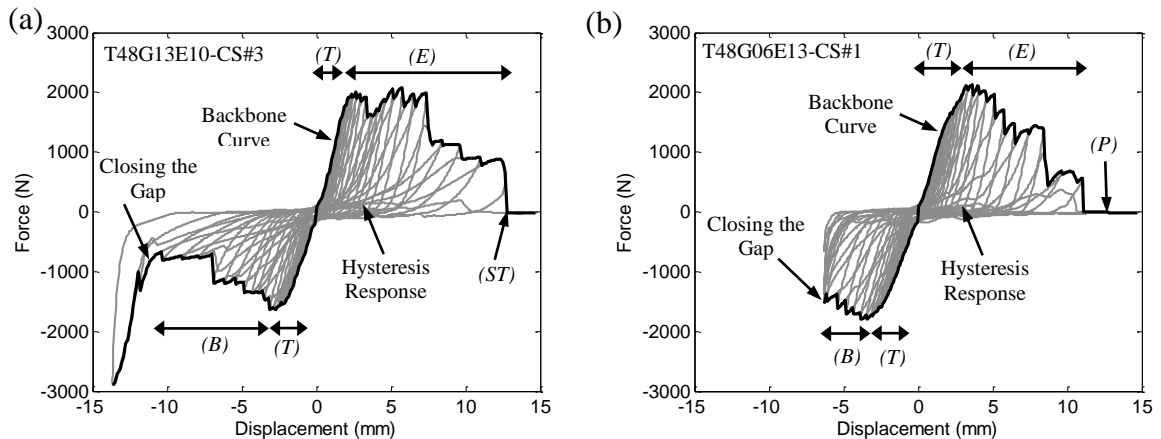 (a)
T48G13E10-CS#3
(T)
(E)
Backbone
Curve
Closing the
Gap
Hysteresis
Response
(ST)
(B)
(T)
3000
2000
1000
0
-1000
-2000
-3000
Force (N)
-15
-10
-5
0
5
10
15
Displacement (mm)
(b)
T48G06E13-CS#1
(T)
(E)
Backbone
Curve
(P)
Closing the
Gap
Hysteresis
Response
(B)
(T)
3000
2000
1000
0
-1000
-2000
-3000
Force (N)
-15
-10
-5
0
5
10
15
Displacement (mm)